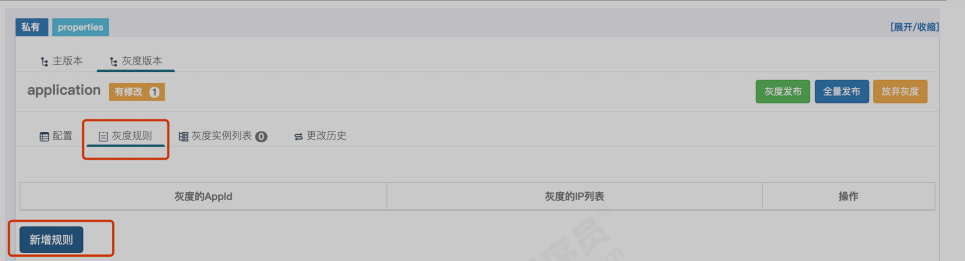 私有 properties [展开/收缩]
主版本 灰度版本
application 有修改 1 灰度发布 全量发布 放弃灰度
配置 灰度规则 灰度实例列表 0 更改历史
灰度的AppId 灰度的IP列表 操作
新增规则
序员